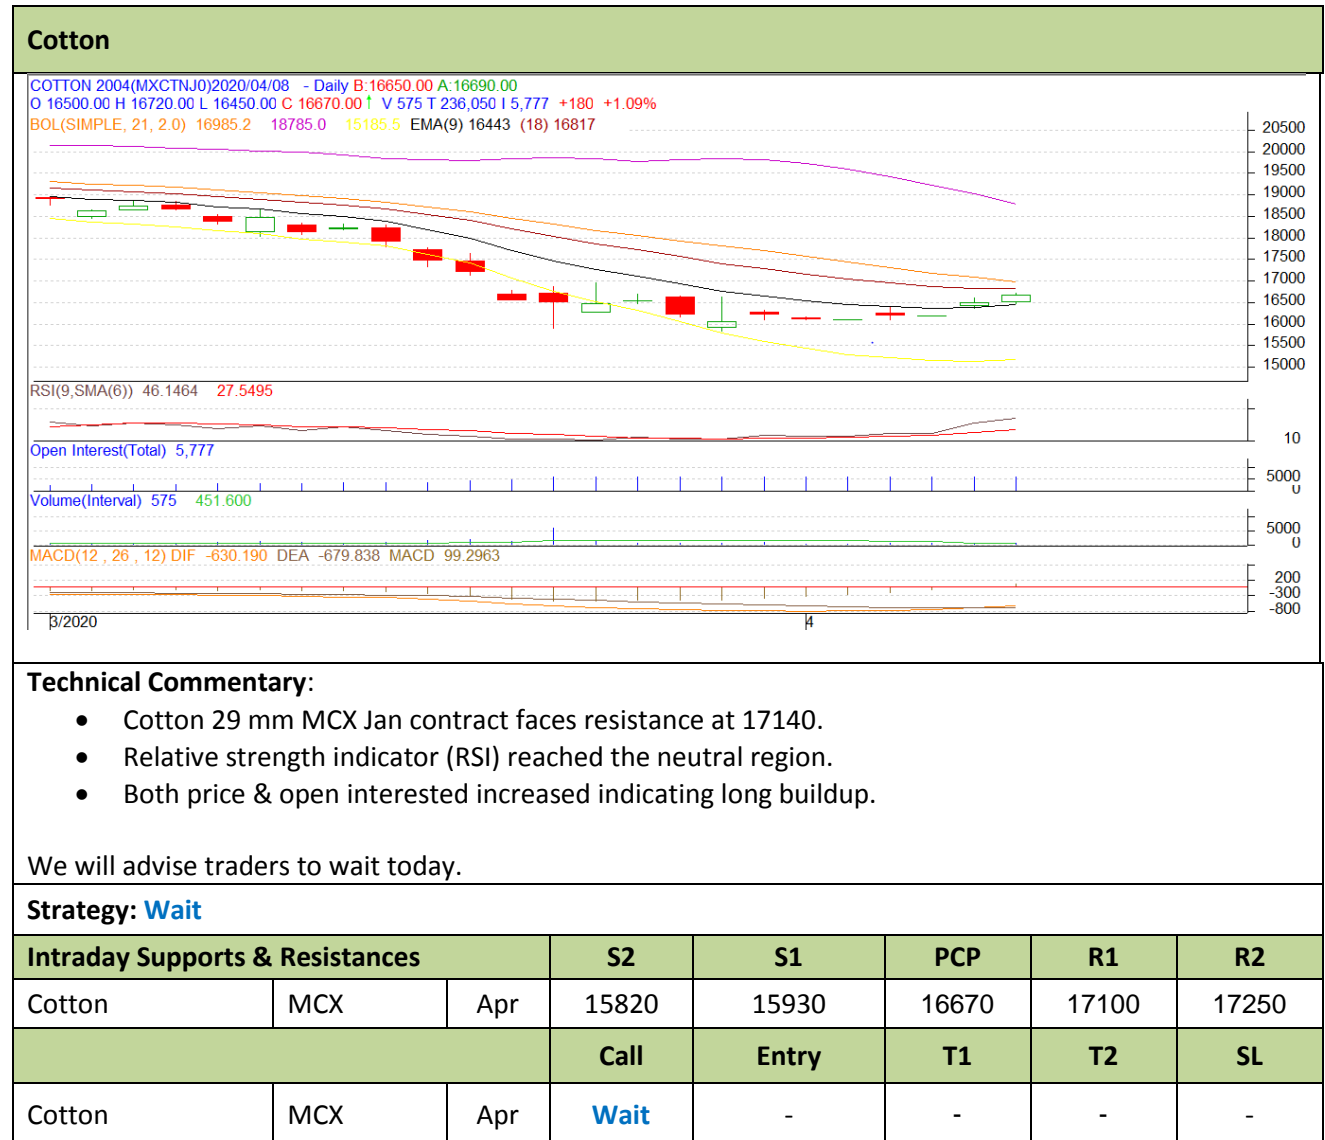 Cotton
COTTON 2004(MXCTNJ0)2020/04/08 - Daily B:16650.00 A:16690.00
O 16500.00 H 16720.00 L 16450.00 C 16670.00↑ V 575 T 236,050 I 5,777 +180 +1.09%
BOL(SIMPLE, 21, 2.0) 16985.2 18785.0 15185.5 EMA(9) 16443 (18) 16817
20500
20000
19500
19000
18500
18000
17500
17000
16500
16000
15500
15000
RSI(9,SMA(6)) 46.1464 27.5495
10
Open Interest(Total) 5,777
5000
0
Volume(Interval) 575 451.600
5000
0
MACD(12 , 26 , 12) DIF -630.190 DEA -679.838 MACD 99.2963
200
-300
-800
3/2020 4
Technical Commentary:
• Cotton 29 mm MCX Jan contract faces resistance at 17140.
• Relative strength indicator (RSI) reached the neutral region.
• Both price & open interested increased indicating long buildup.
We will advise traders to wait today.
Strategy: Wait
Intraday Supports & Resistances S2 S1 PCP R1 R2
Cotton MCX Apr 15820 15930 16670 17100 17250
Call Entry T1 T2 SL
Cotton MCX Apr Wait - - - -